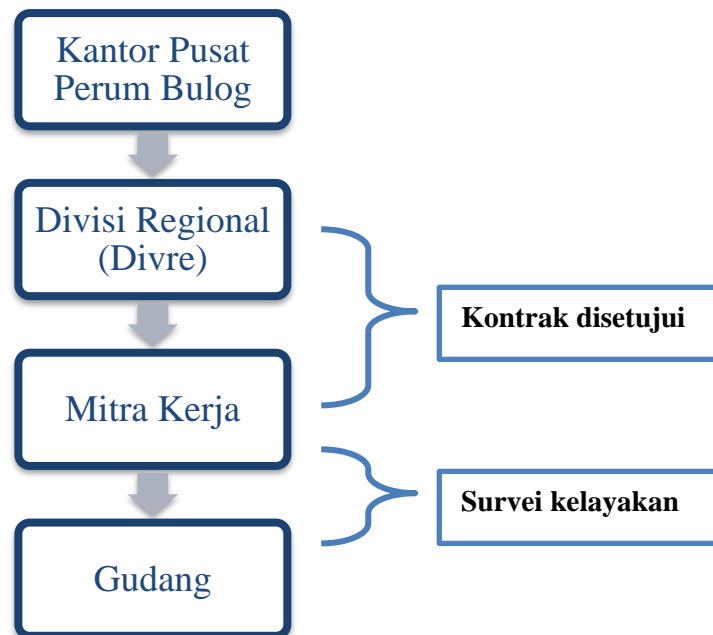 Kantor Pusat
Perum Bulog
Divisi Regional
(Divre)
Kontrak disetujui
Mitra Kerja
Survei kelayakan
Gudang